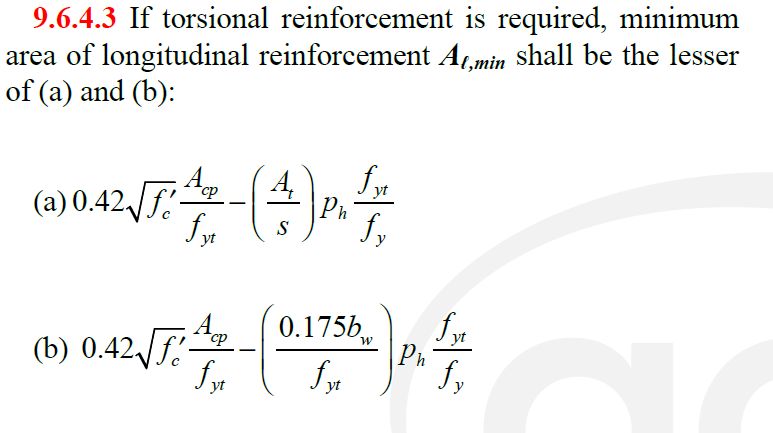 9.6.4.3 If torsional reinforcement is required, minimum
area of longitudinal reinforcement Aℓ,min shall be the lesser
of (a) and (b):
(a) 0.42√f′c Acp/fyt − (At/s) ph fyt/fy
(b) 0.42√f′c Acp/fyt − (0.175bw/fyt) ph fyt/fy